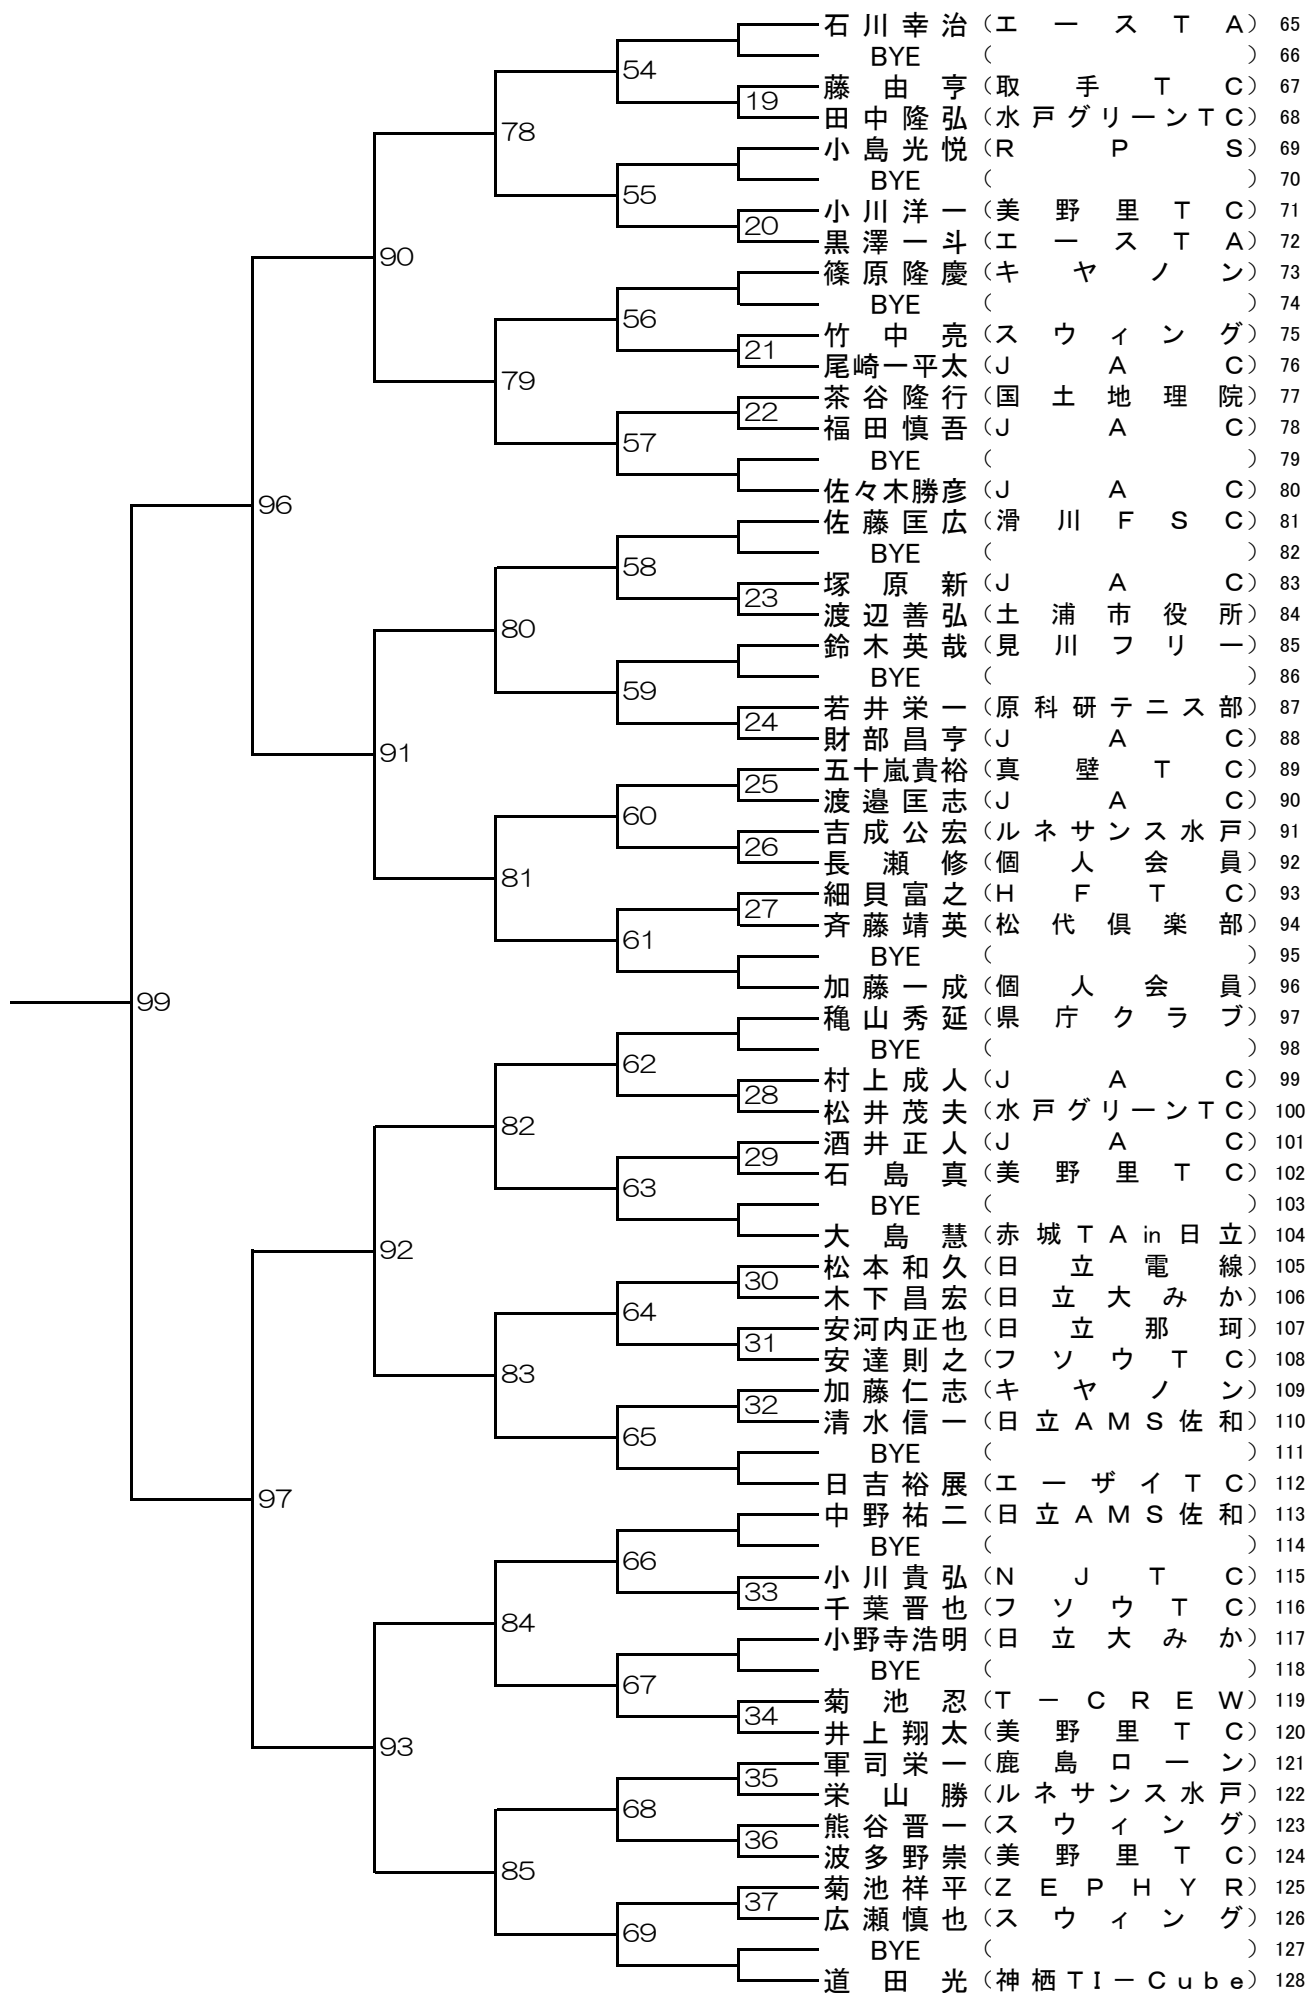 石川幸治（エースTA） 65
BYE （ ） 66
54
藤由亨（取手TC） 67
19
田中隆弘（水戸グリーンTC） 68
78
小島光悦（RPS） 69
BYE （ ） 70
55
小川洋一（美野里TC） 71
20
黒澤一斗（エースTA） 72
90
篠原隆慶（キヤノン） 73
BYE （ ） 74
56
竹中亮（スウィング） 75
21
尾崎一平太（JAC） 76
79
茶谷隆行（国土地理院） 77
22
福田慎吾（JAC） 78
57
BYE （ ） 79
佐々木勝彦（JAC） 80
96
佐藤匡広（滑川FSC） 81
BYE （ ） 82
58
塚原新（JAC） 83
23
渡辺善弘（土浦市役所） 84
80
鈴木英哉（見川フリー） 85
BYE （ ） 86
59
若井栄一（原科研テニス部） 87
24
財部昌亨（JAC） 88
91
五十嵐貴裕（真壁TC） 89
25
渡邉匡志（JAC） 90
60
吉成公宏（ルネサンス水戸） 91
26
長瀬修（個人会員） 92
81
細貝富之（HFTC） 93
27
斉藤靖英（松代倶楽部） 94
61
BYE （ ） 95
加藤一成（個人会員） 96
99
穐山秀延（県庁クラブ） 97
BYE （ ） 98
62
村上成人（JAC） 99
28
松井茂夫（水戸グリーンTC） 100
82
酒井正人（JAC） 101
29
石島真（美野里TC） 102
63
BYE （ ） 103
大島慧（赤城TAin日立） 104
92
松本和久（日立電線） 105
30
木下昌宏（日立大みか） 106
64
安河内正也（日立那珂） 107
31
安達則之（フソウTC） 108
83
加藤仁志（キヤノン） 109
32
清水信一（日立AMS佐和） 110
65
BYE （ ） 111
日吉裕展（エーザイTC） 112
97
中野祐二（日立AMS佐和） 113
BYE （ ） 114
66
小川貴弘（NJTC） 115
33
千葉晋也（フソウTC） 116
84
小野寺浩明（日立大みか） 117
BYE （ ） 118
67
菊池忍（T－CREW） 119
34
井上翔太（美野里TC） 120
93
軍司栄一（鹿島ローン） 121
35
栄山勝（ルネサンス水戸） 122
68
熊谷晋一（スウィング） 123
36
波多野崇（美野里TC） 124
85
菊池祥平（ZEPHYR） 125
37
広瀬慎也（スウィング） 126
69
BYE （ ） 127
道田光（神栖TI－Cube） 128